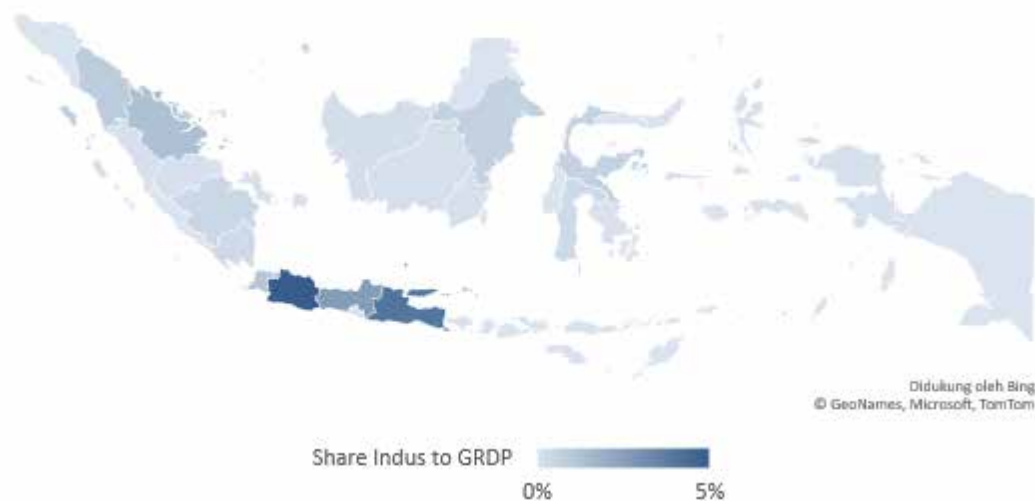 Didukung oleh Bing
© GeoNames, Microsoft, TomTom
Share Indus to GRDP
0%
5%